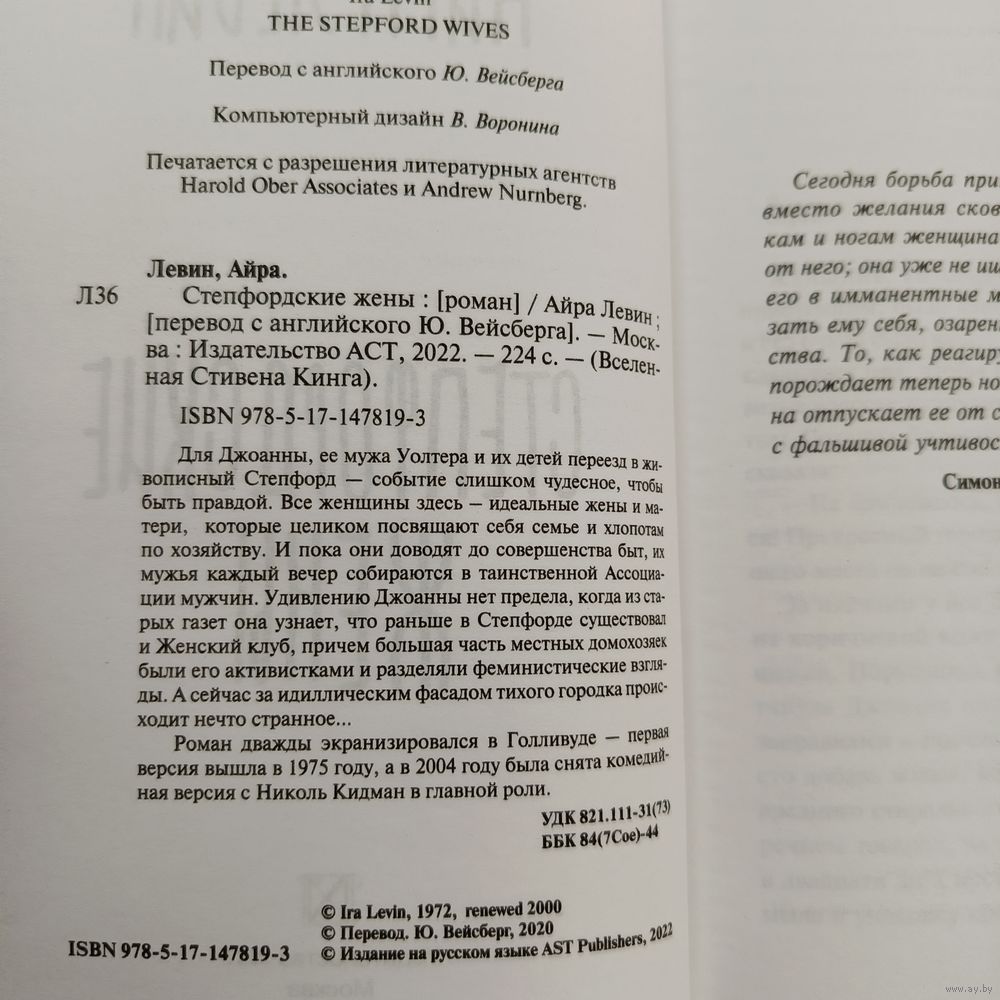 Ira Levin
THE STEPFORD WIVES
Перевод с английского Ю. Вейсберга
Компьютерный дизайн В. Воронина
Печатается с разрешения литературных агентств
Harold Ober Associates и Andrew Nurnberg.
Левин, Айра.
Л36 Степфордские жены : [роман] / Айра Левин ;
[перевод с английского Ю. Вейсберга]. — Моск-
ва : Издательство АСТ, 2022. — 224 с. — (Вселен-
ная Стивена Кинга).
ISBN 978-5-17-147819-3
Для Джоанны, ее мужа Уолтера и их детей переезд в жи-
вописный Степфорд — событие слишком чудесное, чтобы
быть правдой. Все женщины здесь – идеальные жены и ма-
тери, которые целиком посвящают себя семье и хлопотам
по хозяйству. И пока они доводят до совершенства быт, их
мужья каждый вечер собираются в таинственной Ассоциа-
ции мужчин. Удивлению Джоанны нет предела, когда из ста-
рых газет она узнает, что раньше в Степфорде существовал
и Женский клуб, причем большая часть местных домохозяек
были его активистками и разделяли феминистические взгля-
ды. А сейчас за идиллическим фасадом тихого городка проис-
ходит нечто странное...
Роман дважды экранизировался в Голливуде — первая
версия вышла в 1975 году, а в 2004 году была снята комедий-
ная версия с Николь Кидман в главной роли.
УДК 821.111-31(73)
ББК 84(7Сое)-44
© Ira Levin, 1972, renewed 2000
© Перевод. Ю. Вейсберг, 2020
© Издание на русском языке AST Publishers, 2022
ISBN 978-5-17-147819-3
Сегодня борьба при
вместо желания сков
кам и ногам женщина
от него; она уже не ищ
его в имманентные м
зать ему себя, озарен
ства. То, как реагиру
порождает теперь но
на отпускает ее от с
с фальшивой учтивос
Симон
www.ay.by